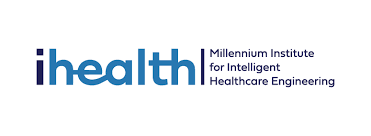 ihealth
Millennium Institute
for Intelligent
Healthcare Engineering